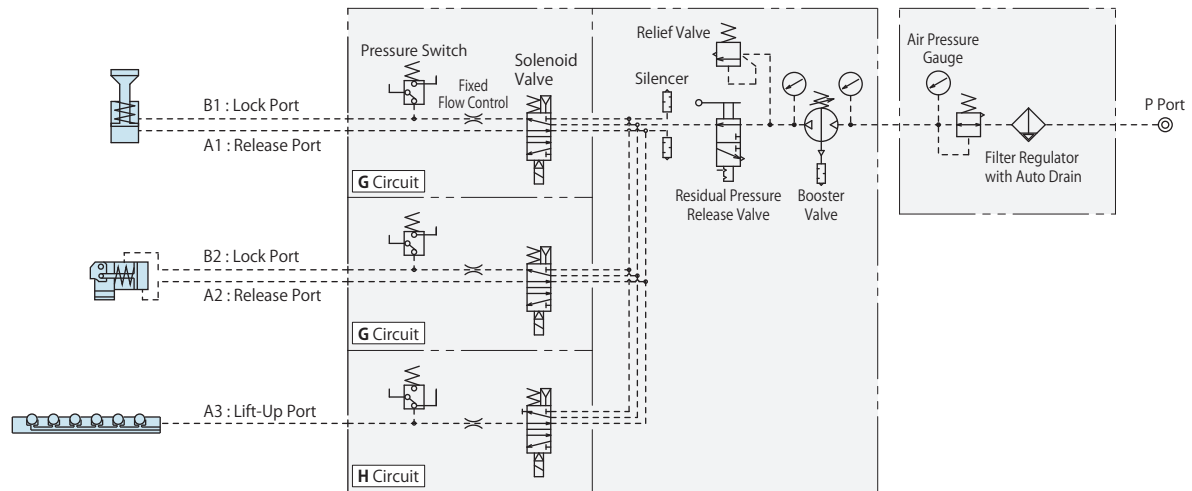 Pressure Switch
Fixed
Flow Control
Solenoid
Valve
Relief Valve
Silencer
Air Pressure
Gauge
P Port
B1 : Lock Port
A1 : Release Port
G Circuit
Residual Pressure
Release Valve
Booster
Valve
Filter Regulator
with Auto Drain
B2 : Lock Port
A2 : Release Port
G Circuit
A3 : Lift-Up Port
H Circuit